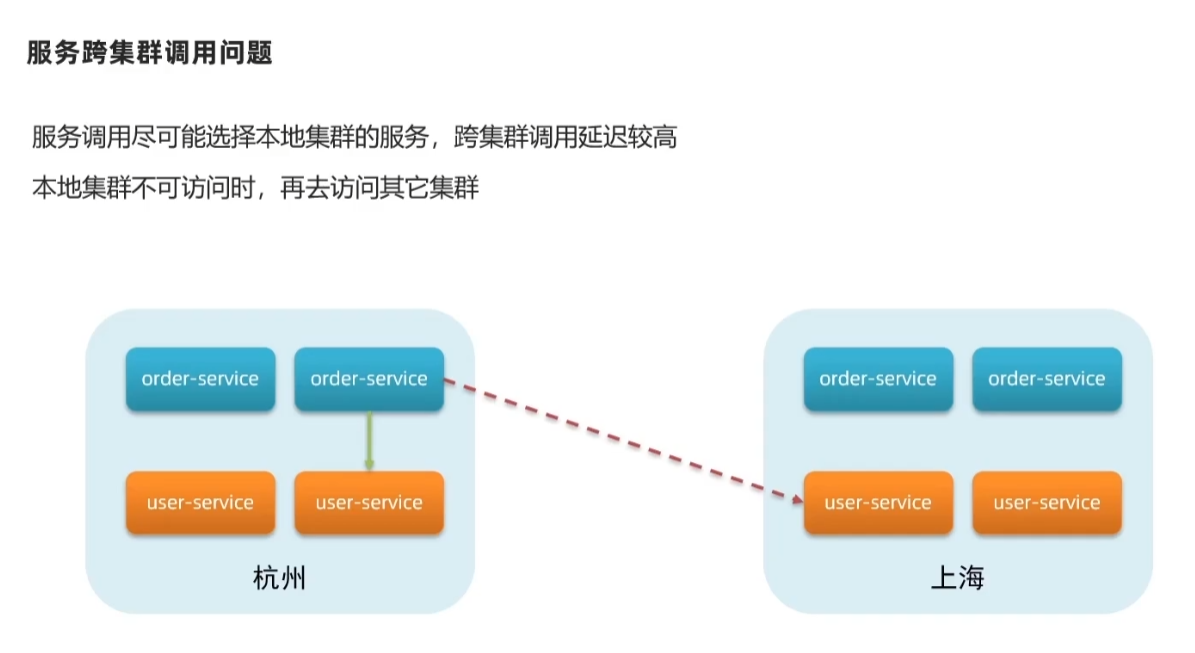 服务跨集群调用问题
服务调用尽可能选择本地集群的服务，跨集群调用延迟较高
本地集群不可访问时，再去访问其它集群
order-service order-service order-service order-service
user-service user-service user-service user-service
杭州 上海